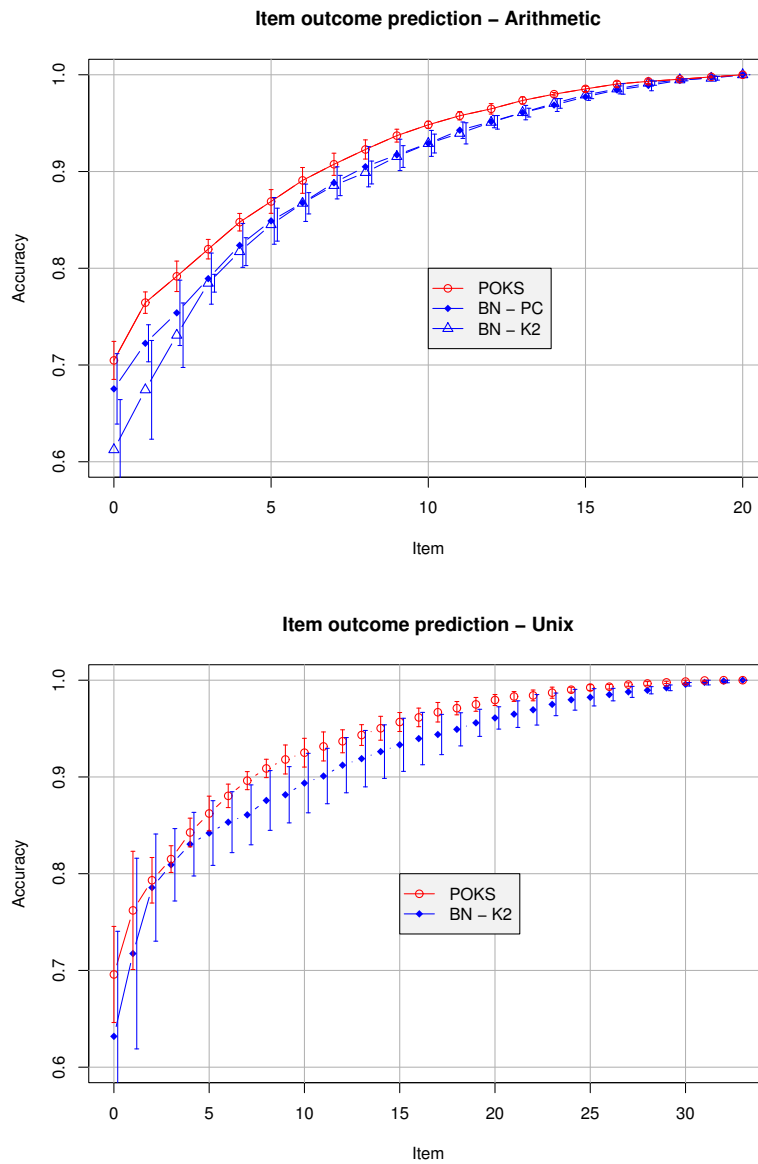 Item outcome prediction − Arithmetic
1.0
0.9
0.8
0.7
0.6
Accuracy
POKS
BN − PC
BN − K2
0 5 10 15 20
Item
Item outcome prediction − Unix
1.0
0.9
0.8
0.7
0.6
Accuracy
POKS
BN − K2
0 5 10 15 20 25 30
Item